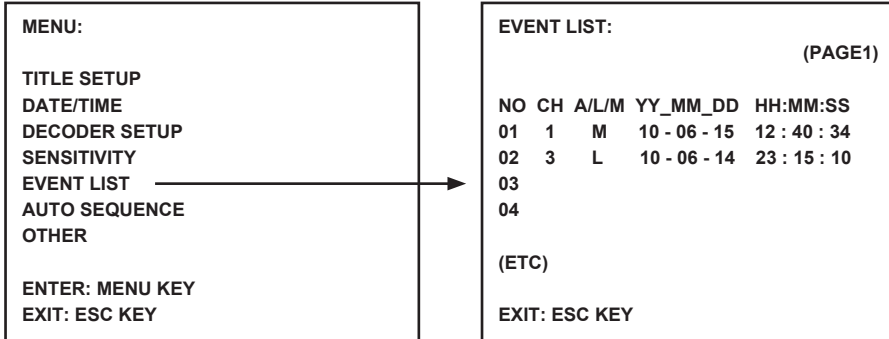 MENU:
TITLE SETUP
DATE/TIME
DECODER SETUP
SENSITIVITY
EVENT LIST
AUTO SEQUENCE
OTHER
ENTER: MENU KEY
EXIT: ESC KEY
EVENT LIST:
(PAGE1)
NO CH A/L/M YY_MM_DD HH:MM:SS
01 1 M 10 - 06 - 15 12 : 40 : 34
02 3 L 10 - 06 - 14 23 : 15 : 10
03
04
(ETC)
EXIT: ESC KEY